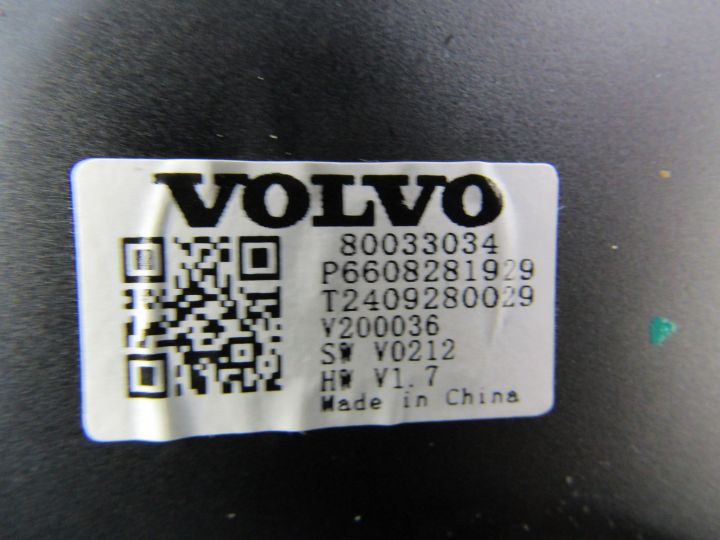 VOLVO
80033034
P6608281929
T2409280029
V200036
SW V0212
HW V1.7
Made in China